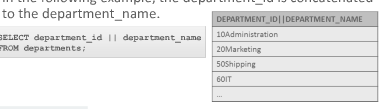 In the following example, the department_id is concatenated
to the department_name.
SELECT department_id || department_name
FROM departments;
DEPARTMENT_ID||DEPARTMENT_NAME
10Administration
20Marketing
50Shipping
60IT
...